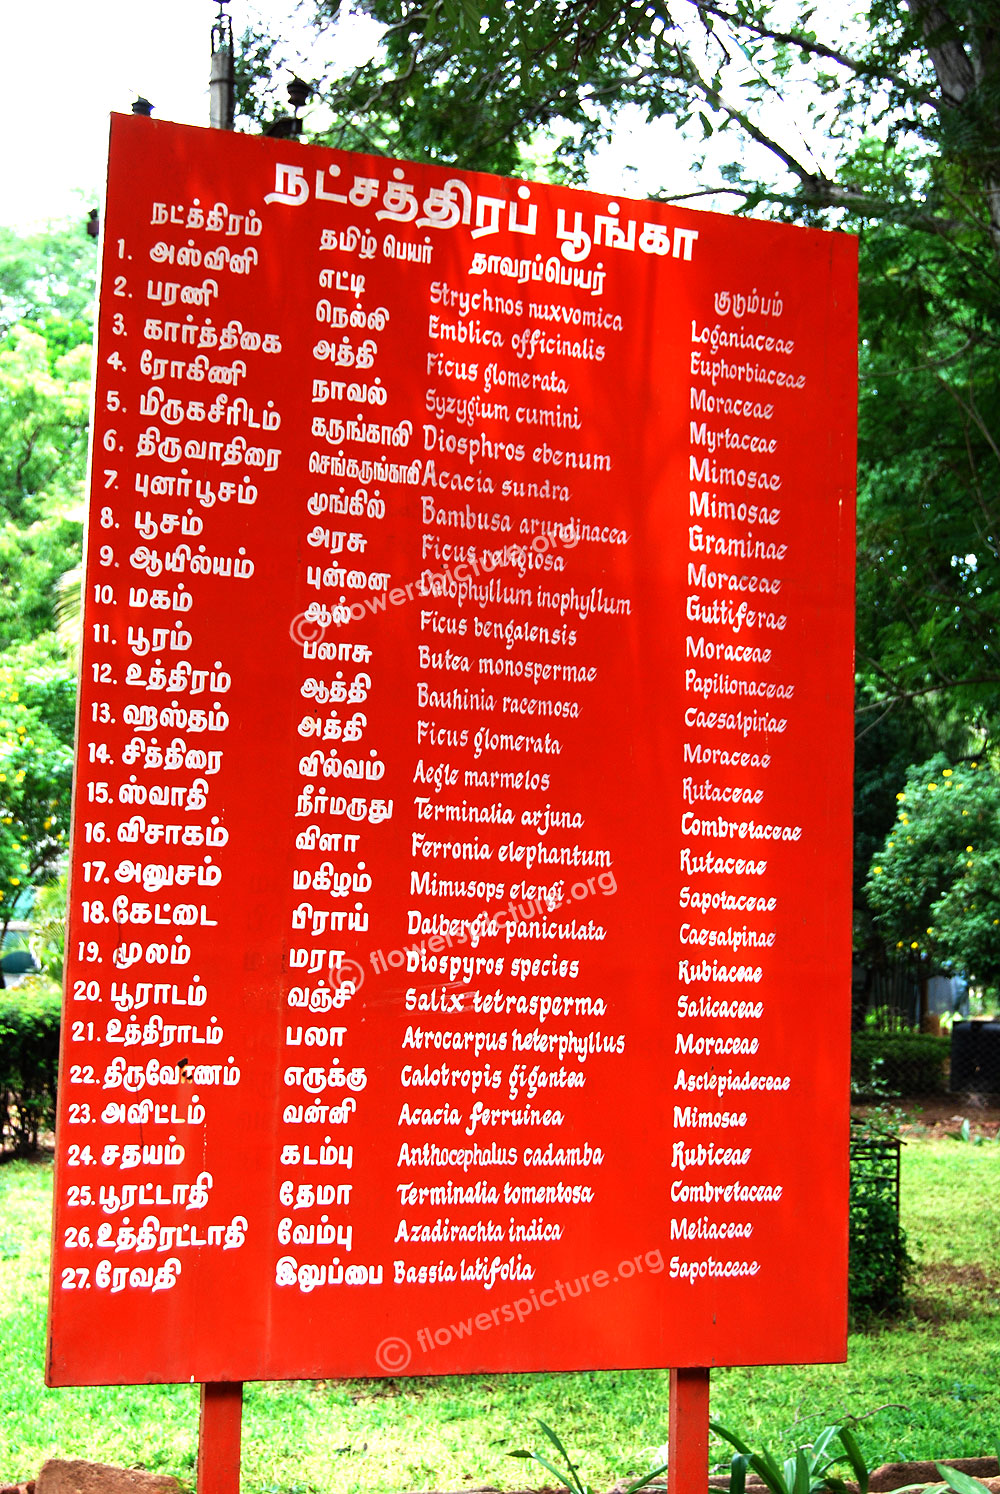 நட்சத்திரப் பூங்கா
நட்த்திரம் தமிழ் பெயர் தாவரப்பெயர் குடும்பம்
1. அஸ்வினி எட்டி Strychnos nuxvomica Loganiaceae
2. பரணி நெல்லி Emblica officinalis Euphorbiaceae
3. கார்த்திகை அத்தி Ficus glomerata Moraceae
4. ரோகிணி நாவல் Syzygium cumini Myrtaceae
5. மிருகசீரிடம் கருங்காலி Diosphros ebenum Mimosae
6. திருவாதிரை செங்கருங்காலி Acacia sundra Mimosae
7. புனர்பூசம் மூங்கில் Bambusa arundinacea Graminae
8. பூசம் அரசு Ficus religiosa Moraceae
9. ஆயில்யம் புன்னை Calophyllum inophyllum Guttiferae
10. மகம் ஆல் Ficus bengalensis Moraceae
11. பூரம் பலாசு Butea monospermae Papilionaceae
12. உத்திரம் ஆத்தி Bauhinia racemosa Caesalpinae
13. ஹஸ்தம் அத்தி Ficus glomerata Moraceae
14. சித்திரை வில்வம் Aegle marmelos Rutaceae
15. ஸ்வாதி நீர்மருது Terminalia arjuna Combretaceae
16. விசாகம் விளா Ferronia elephantum Rutaceae
17. அனுசம் மகிழம் Mimusops elengi Sapotaceae
18. கேட்டை பிராய் Dalbergia paniculata Caesalpinae
19. மூலம் மரா Diospyros species Rubiaceae
20. பூராடம் வஞ்சி Salix tetrasperma Salicaceae
21. உத்திராடம் பலா Atrocarpus heterphyllus Moraceae
22. திருவோணம் எருக்கு Calotropis gigantea Asclepiadeceae
23. அவிட்டம் வன்னி Acacia ferruinea Mimosae
24. சதயம் கடம்பு Anthocephalus cadamba Rubiceae
25. பூரட்டாதி தேமா Terminalia tomentosa Combretaceae
26. உத்திரட்டாதி வேம்பு Azadirachta indica Meliaceae
27. ரேவதி இலுப்பை Bassia latifolia Sapotaceae
© flowerspicture.org
© flowerspicture.org
© flowerspicture.org